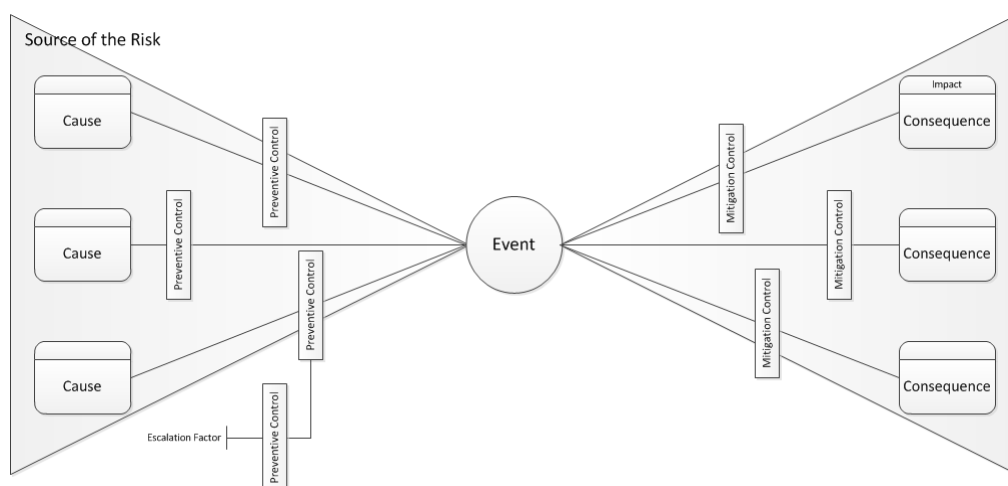 Source of the Risk
Cause
Preventive Control
Cause
Preventive Control
Cause
Preventive Control
Escalation Factor
Preventive Control
Event
Mitigation Control
Impact
Consequence
Mitigation Control
Consequence
Mitigation Control
Consequence